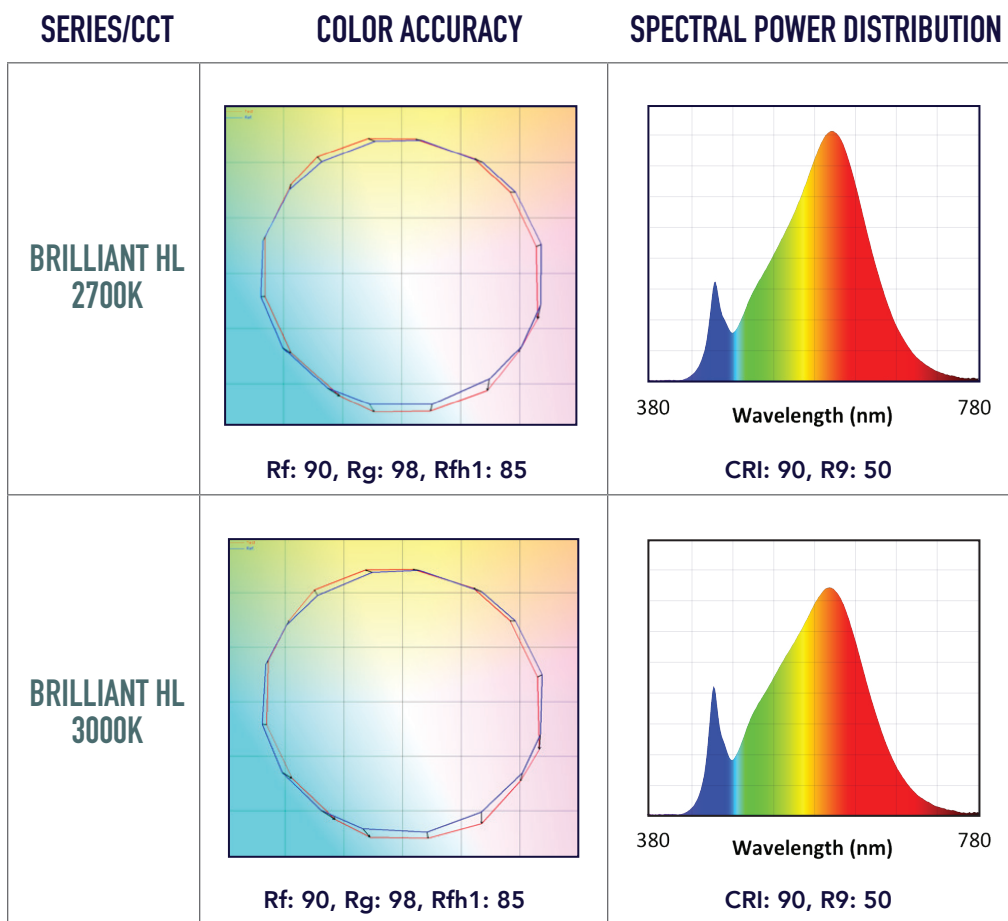 SERIES/CCT
COLOR ACCURACY
SPECTRAL POWER DISTRIBUTION
BRILLIANT HL
2700K
Rf: 90, Rg: 98, Rfh1: 85
380
Wavelength (nm)
780
CRI: 90, R9: 50
BRILLIANT HL
3000K
Rf: 90, Rg: 98, Rfh1: 85
380
Wavelength (nm)
780
CRI: 90, R9: 50